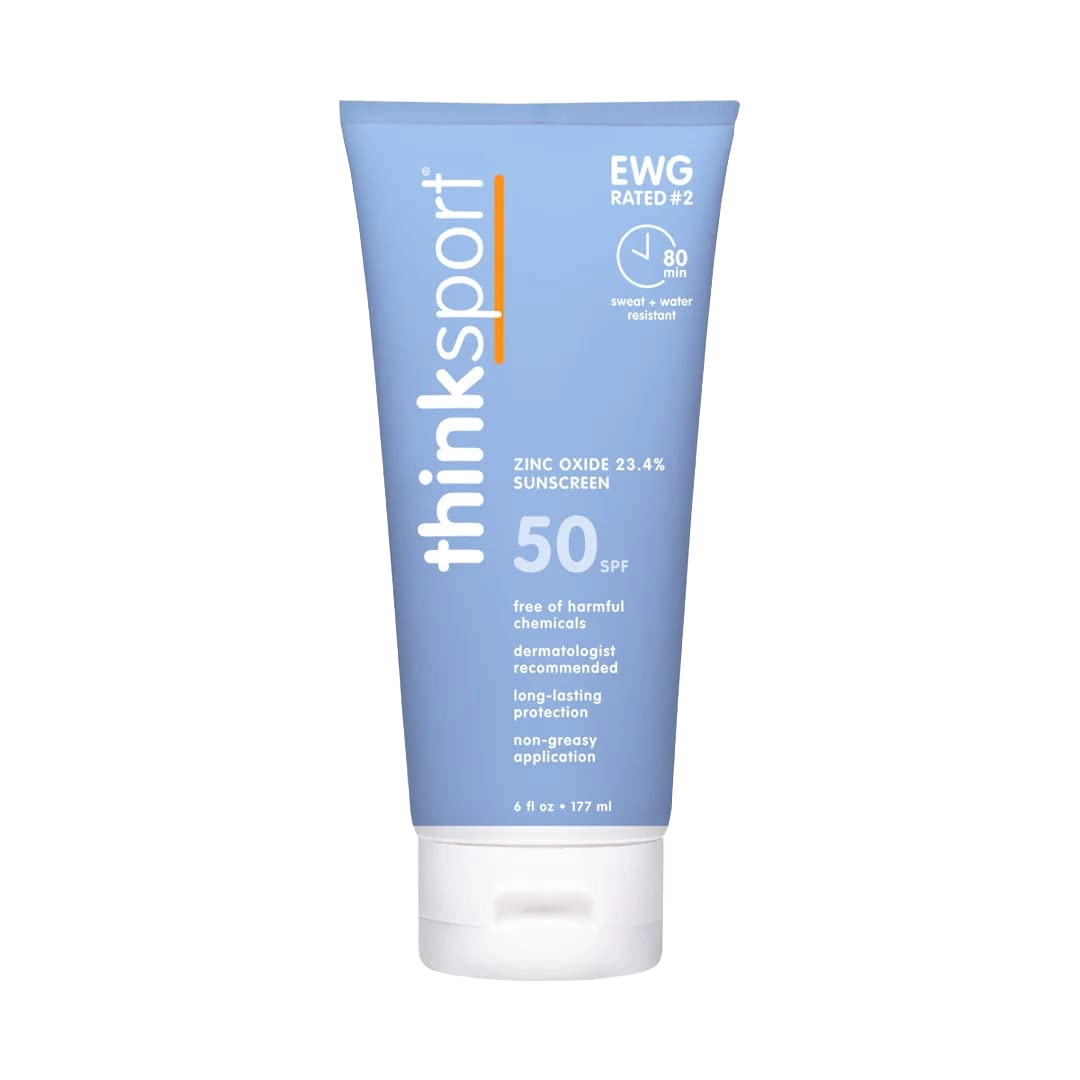 thinksport®
EWG
RATED #2
80
min
sweat + water
resistant
ZINC OXIDE 23.4%
SUNSCREEN
50 SPF
free of harmful
chemicals
dermatologist
recommended
long-lasting
protection
non-greasy
application
6 fl oz • 177 ml